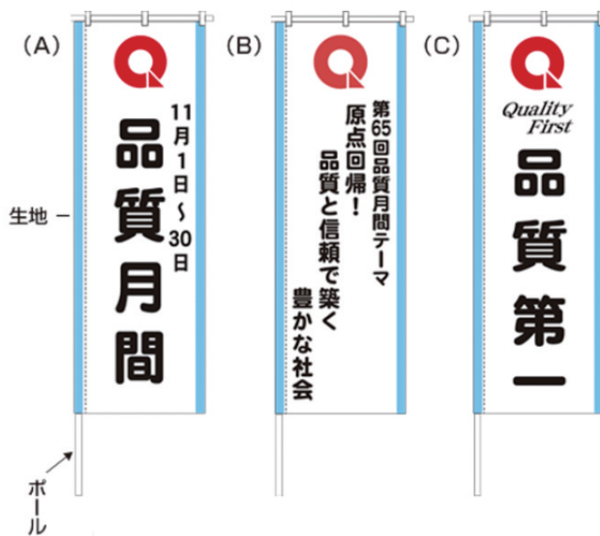 (A)
11月1日～30日
品質月間
(B)
第65回品質月間テーマ
原点回帰！
品質と信頼で築く
豊かな社会
(C)
Quality
First
品質第一
生地
ポール